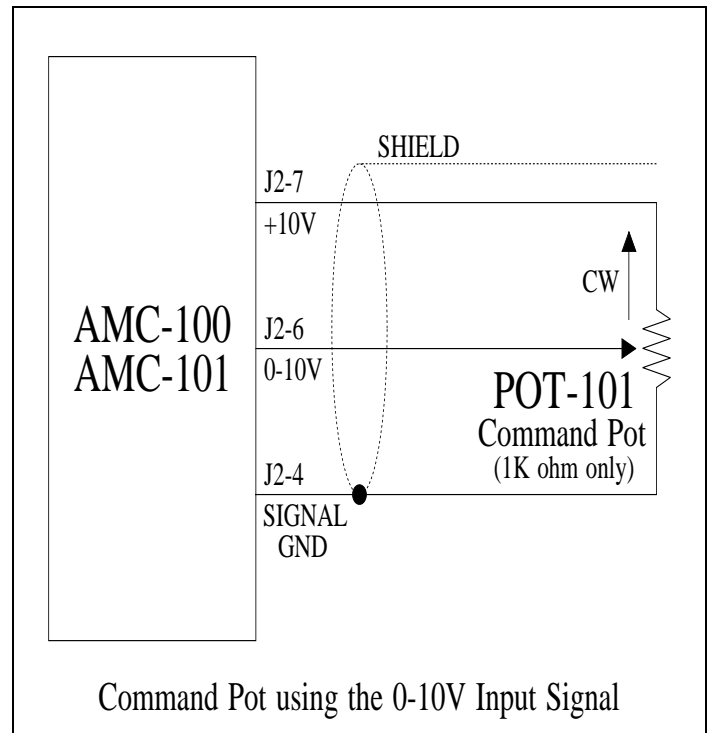 SHIELD
J2-7
+10V
CW
AMC-100
AMC-101
J2-6
0-10V
POT-101
Command Pot
(1K ohm only)
J2-4
SIGNAL
GND
Command Pot using the 0-10V Input Signal